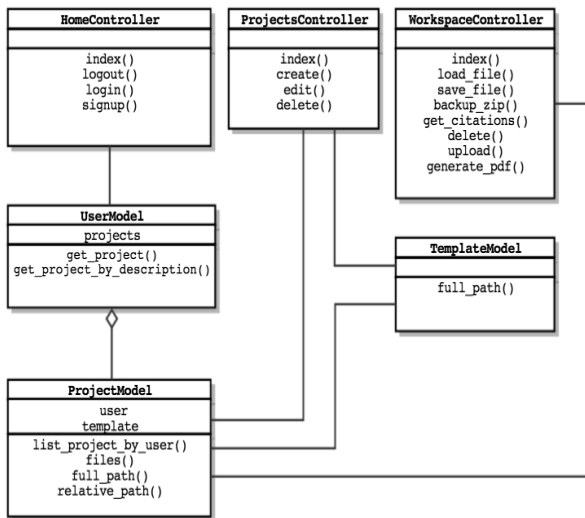 HomeController
index()
logout()
login()
signup()
ProjectsController
index()
create()
edit()
delete()
WorkspaceController
index()
load_file()
save_file()
backup_zip()
get_citations()
delete()
upload()
generate_pdf()
UserModel
projects
get_project()
get_project_by_description()
TemplateModel
full_path()
ProjectModel
user
template
list_project_by_user()
files()
full_path()
relative_path()